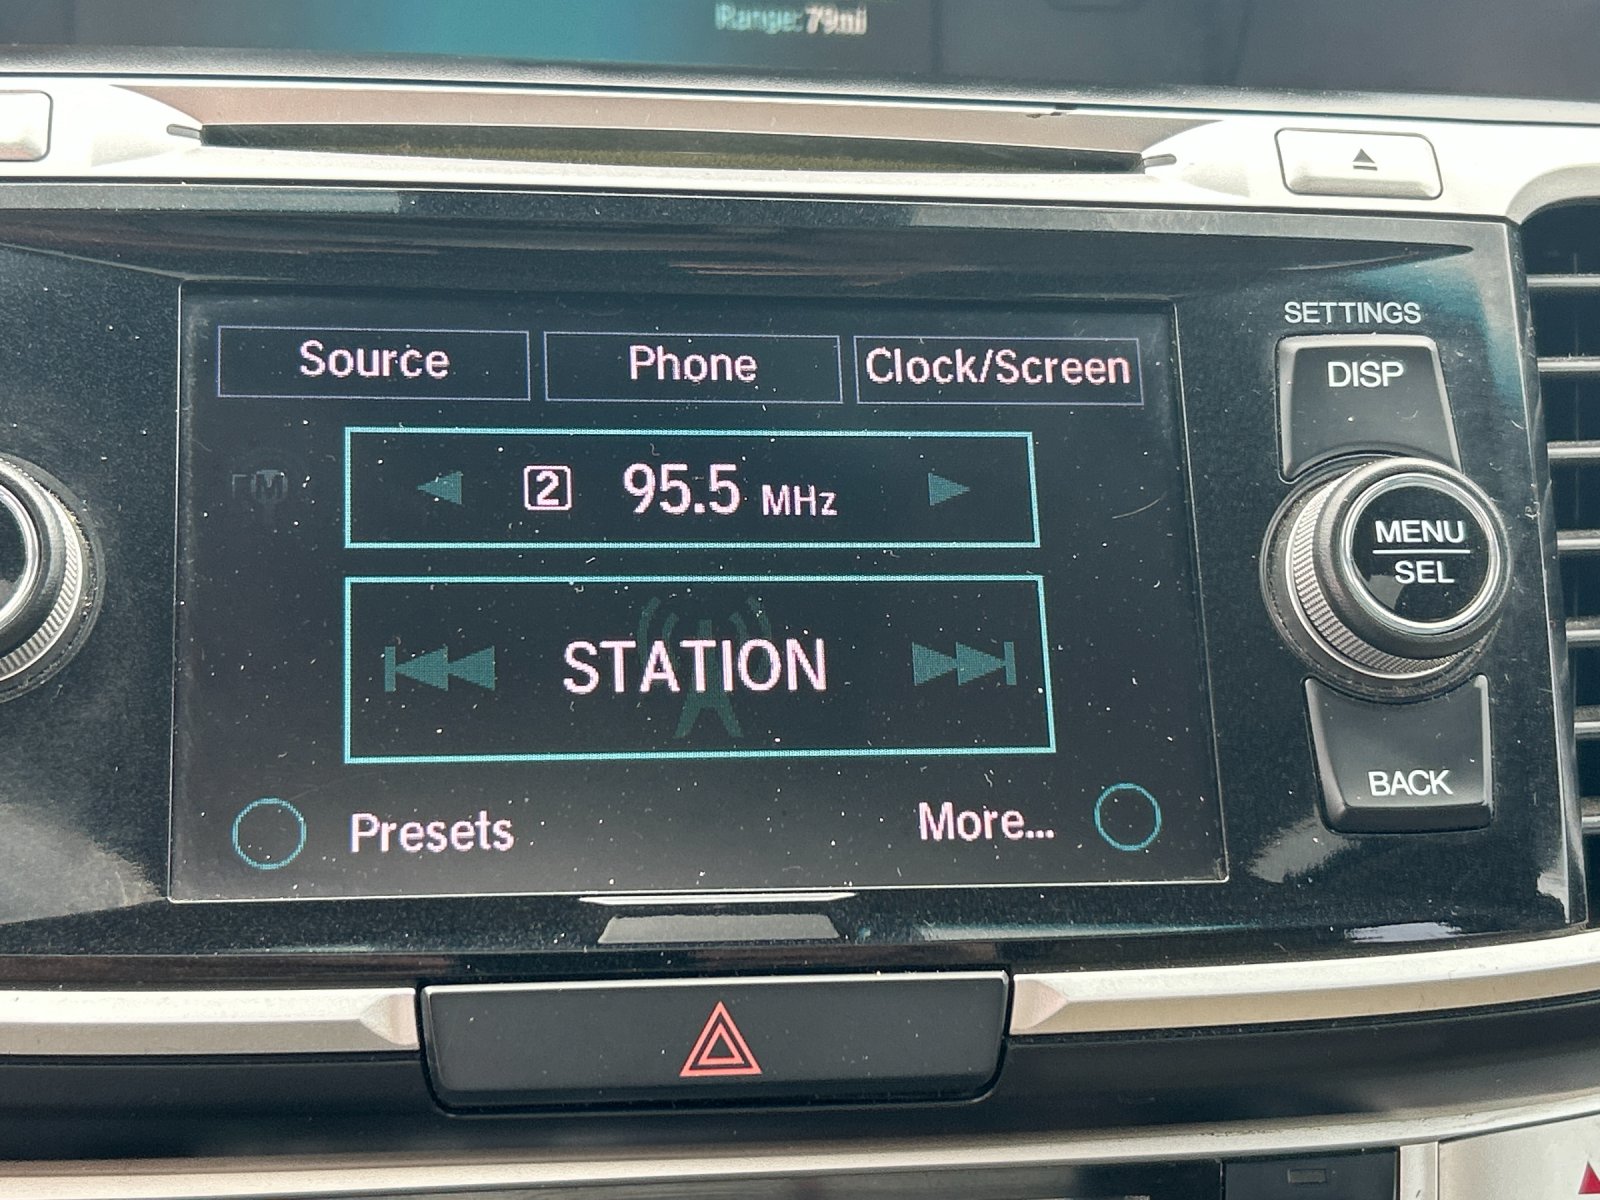 Range: 79mi
Source Phone Clock/Screen
SETTINGS
DISP
FM
2 95.5 MHz
MENU
SEL
STATION
BACK
Presets More...